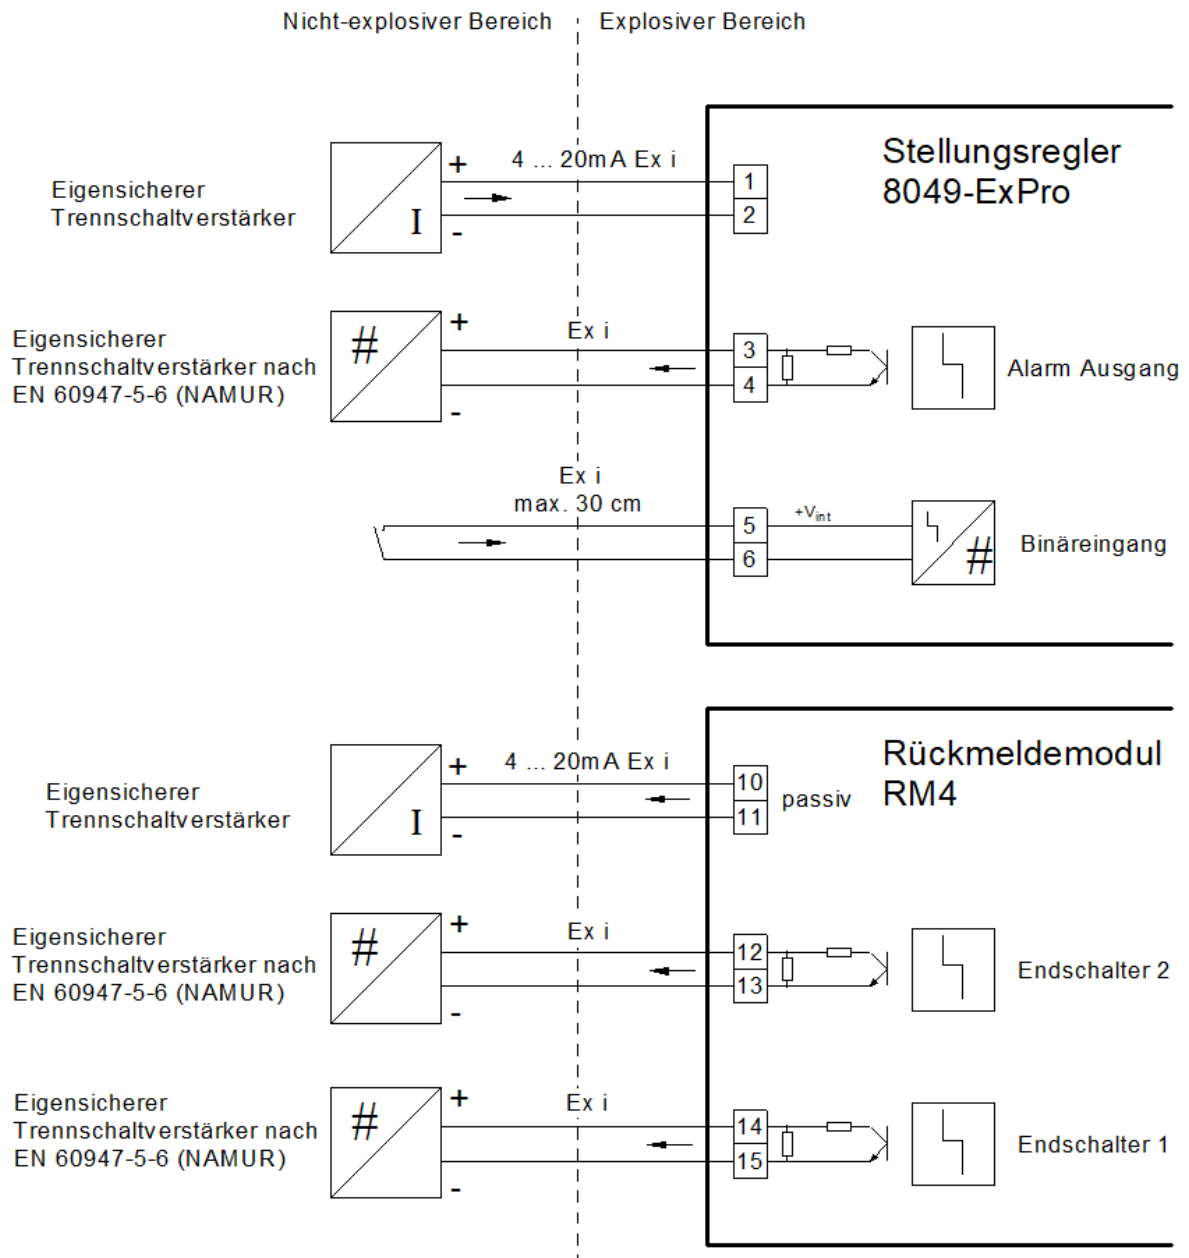 Nicht-explosiver Bereich
Explosiver Bereich
Stellungsregler
8049-ExPro
Eigensicherer
Trennschaltverstärker
I
+
-
4 ... 20mA Ex i
1
2
Eigensicherer
Trennschaltverstärker nach
EN 60947-5-6 (NAMUR)
#
+
-
Ex i
3
4
Alarm Ausgang
Ex i
max. 30 cm
5
6
+Vint
#
Binäreingang
Rückmeldemodul
RM4
Eigensicherer
Trennschaltverstärker
I
+
-
4 ... 20mA Ex i
10
11
passiv
Eigensicherer
Trennschaltverstärker nach
EN 60947-5-6 (NAMUR)
#
+
-
Ex i
12
13
Endschalter 2
Eigensicherer
Trennschaltverstärker nach
EN 60947-5-6 (NAMUR)
#
+
-
Ex i
14
15
Endschalter 1